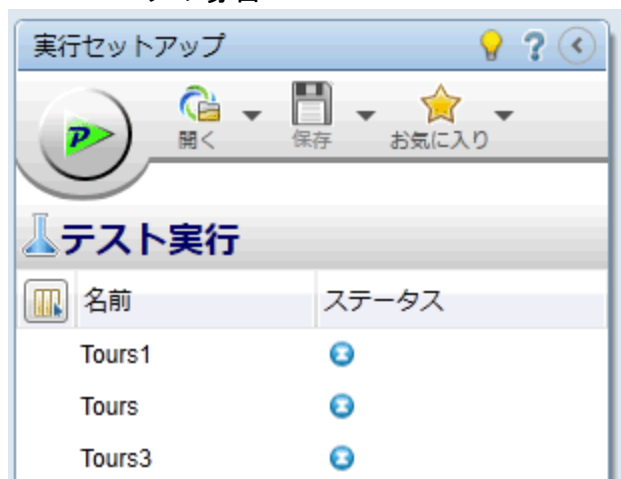 実行セットアップ
開く
保存
お気に入り
テスト実行
名前
ステータス
Tours1
Tours
Tours3